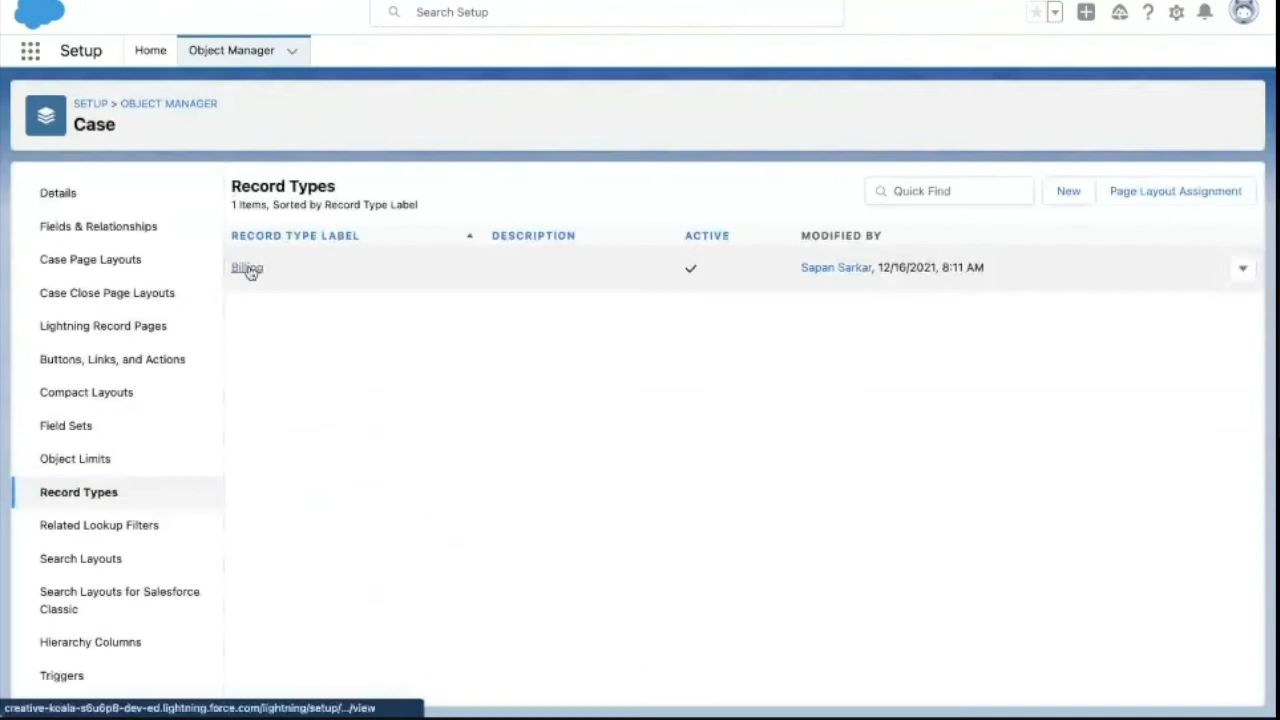 Search Setup
Setup
Home
Object Manager
SETUP > OBJECT MANAGER
Case
Details
Fields & Relationships
Case Page Layouts
Case Close Page Layouts
Lightning Record Pages
Buttons, Links, and Actions
Compact Layouts
Field Sets
Object Limits
Record Types
Related Lookup Filters
Search Layouts
Search Layouts for Salesforce
Classic
Hierarchy Columns
Triggers
Record Types
1 Items, Sorted by Record Type Label
Quick Find
New
Page Layout Assignment
RECORD TYPE LABEL
DESCRIPTION
ACTIVE
MODIFIED BY
Billing
Sapan Sarkar, 12/16/2021, 8:11 AM
creative-koala-s6u6p8-dev-ed.lightning.force.com/lightning/setup/.../view